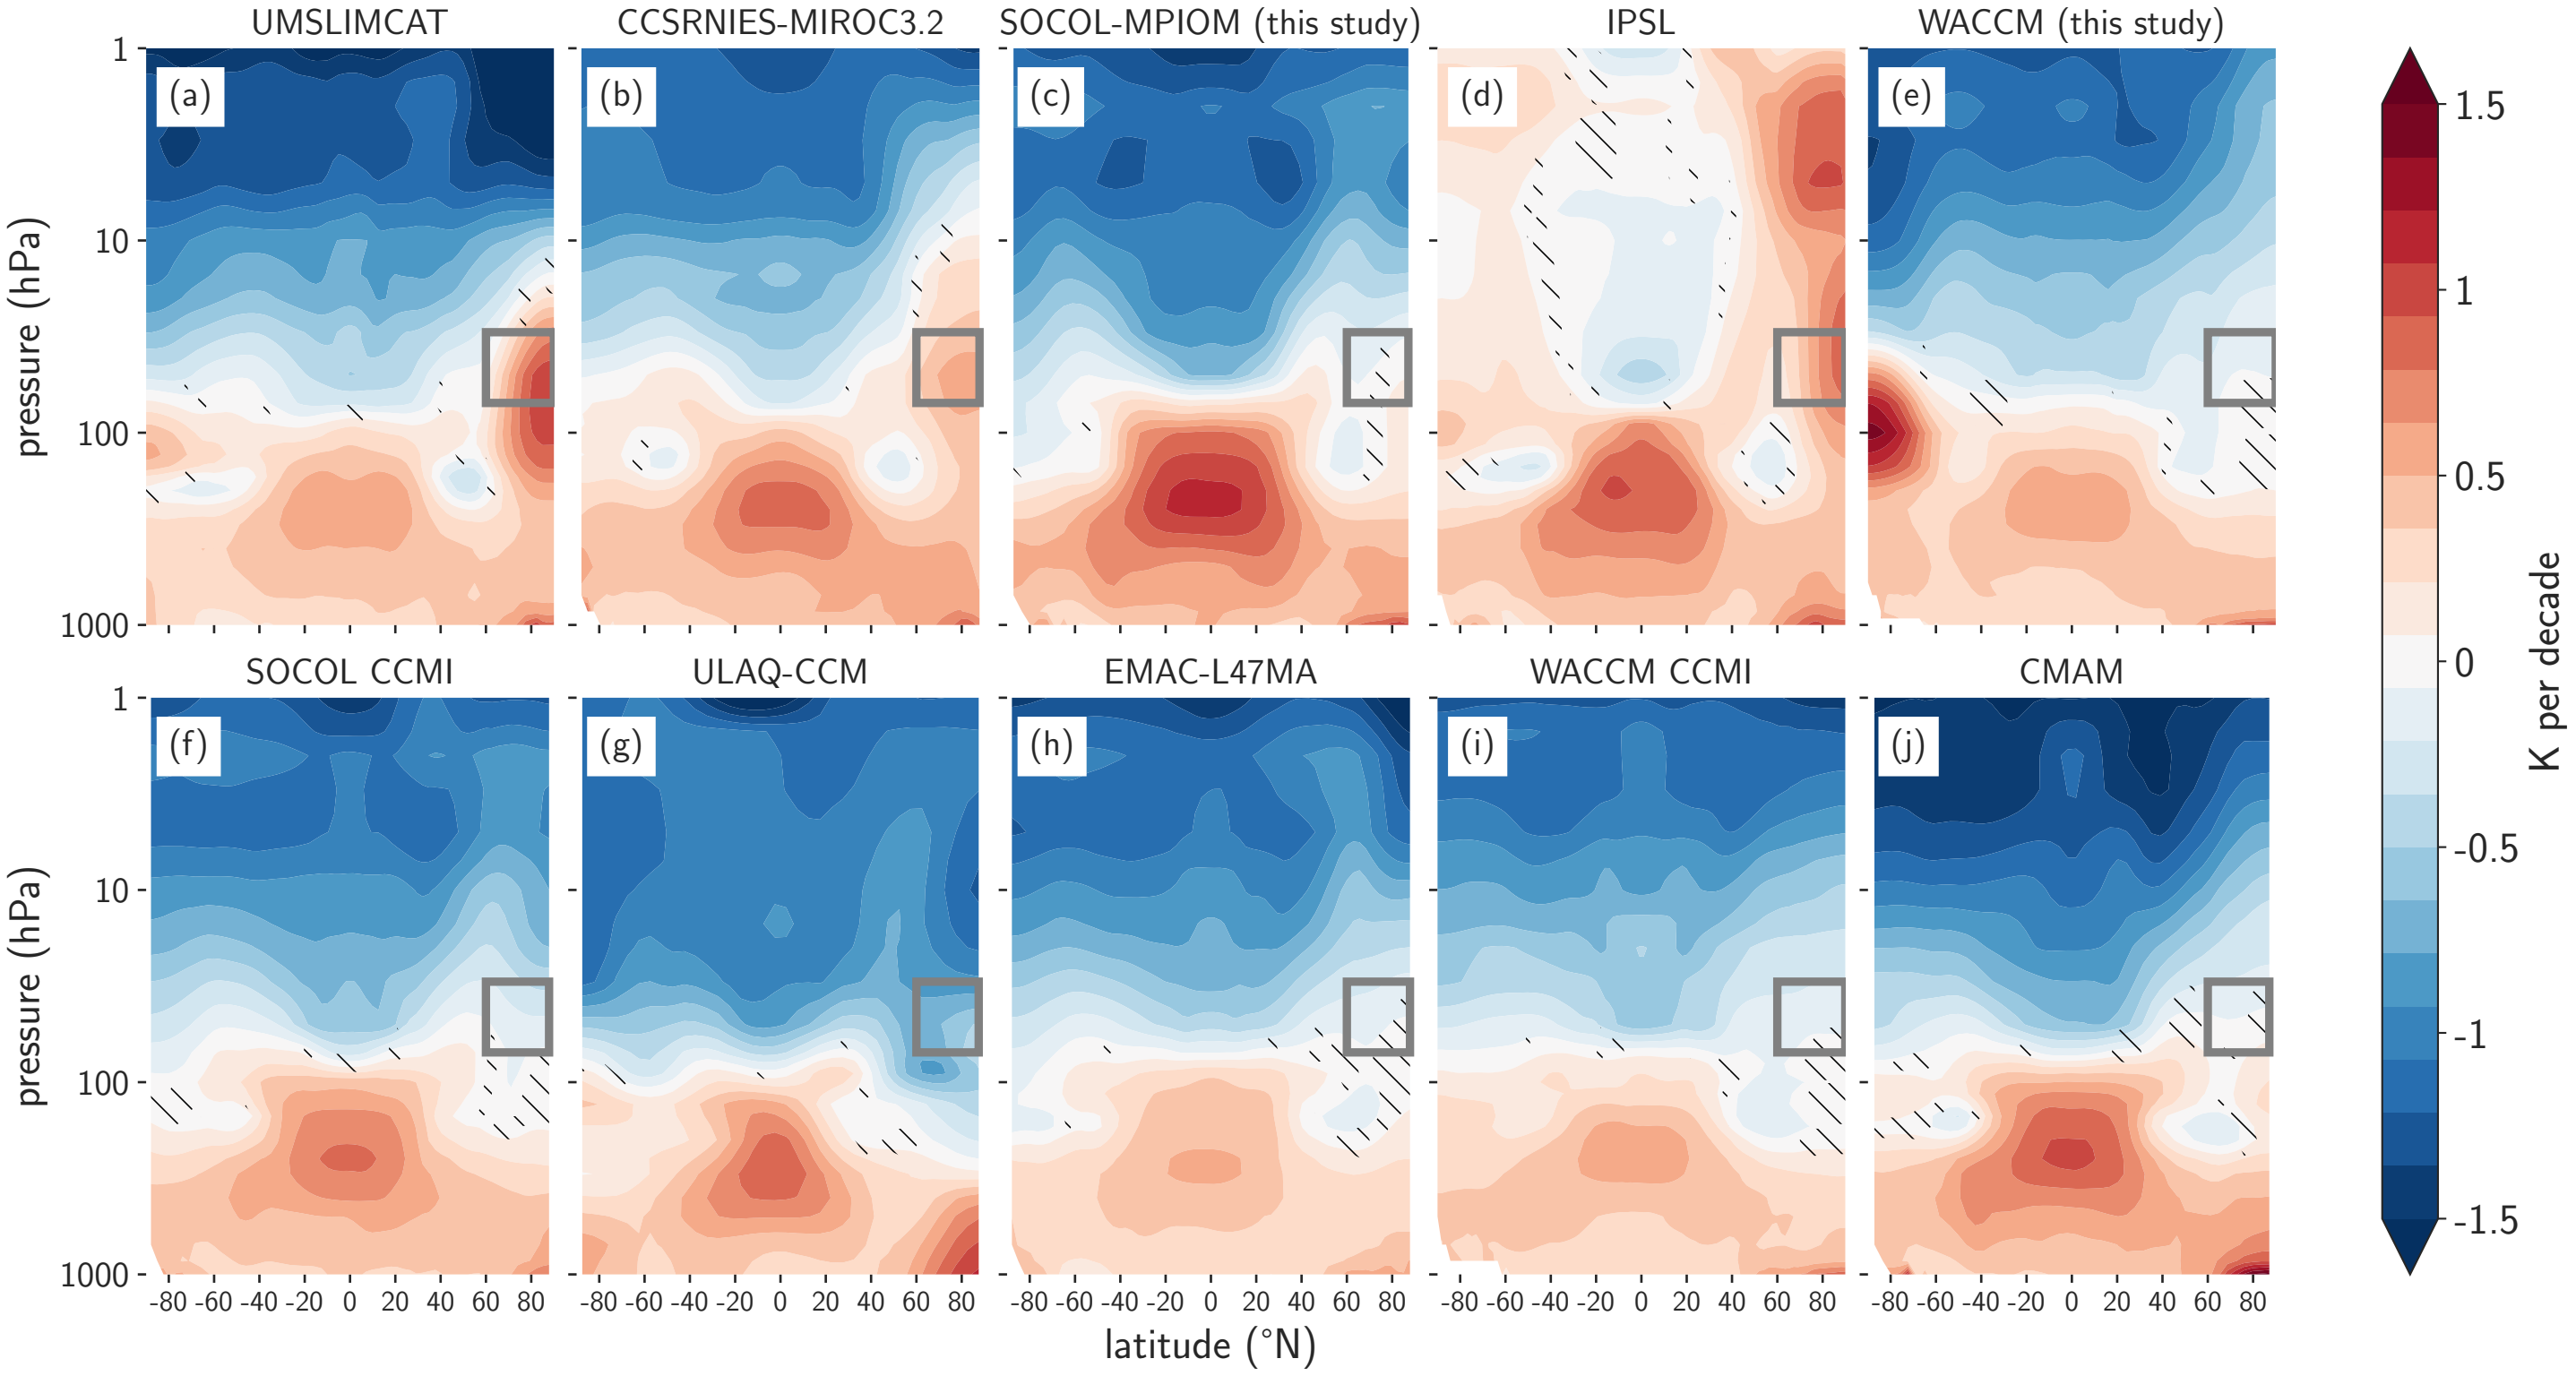 UMSLIMCAT CCSRNIES-MIROC3.2 SOCOL-MPIOM (this study) IPSL WACCM (this study)
(a) (b) (c) (d) (e)
pressure (hPa)
1
10
100
1000
SOCOL CCMI ULAQ-CCM EMAC-L47MA WACCM CCMI CMAM
(f) (g) (h) (i) (j)
pressure (hPa)
1
10
100
1000
-80 -60 -40 -20 0 20 40 60 80 -80 -60 -40 -20 0 20 40 60 80 -80 -60 -40 -20 0 20 40 60 80 -80 -60 -40 -20 0 20 40 60 80 -80 -60 -40 -20 0 20 40 60 80
latitude (°N)
1.5
1
0.5
0
-0.5
-1
-1.5
K per decade